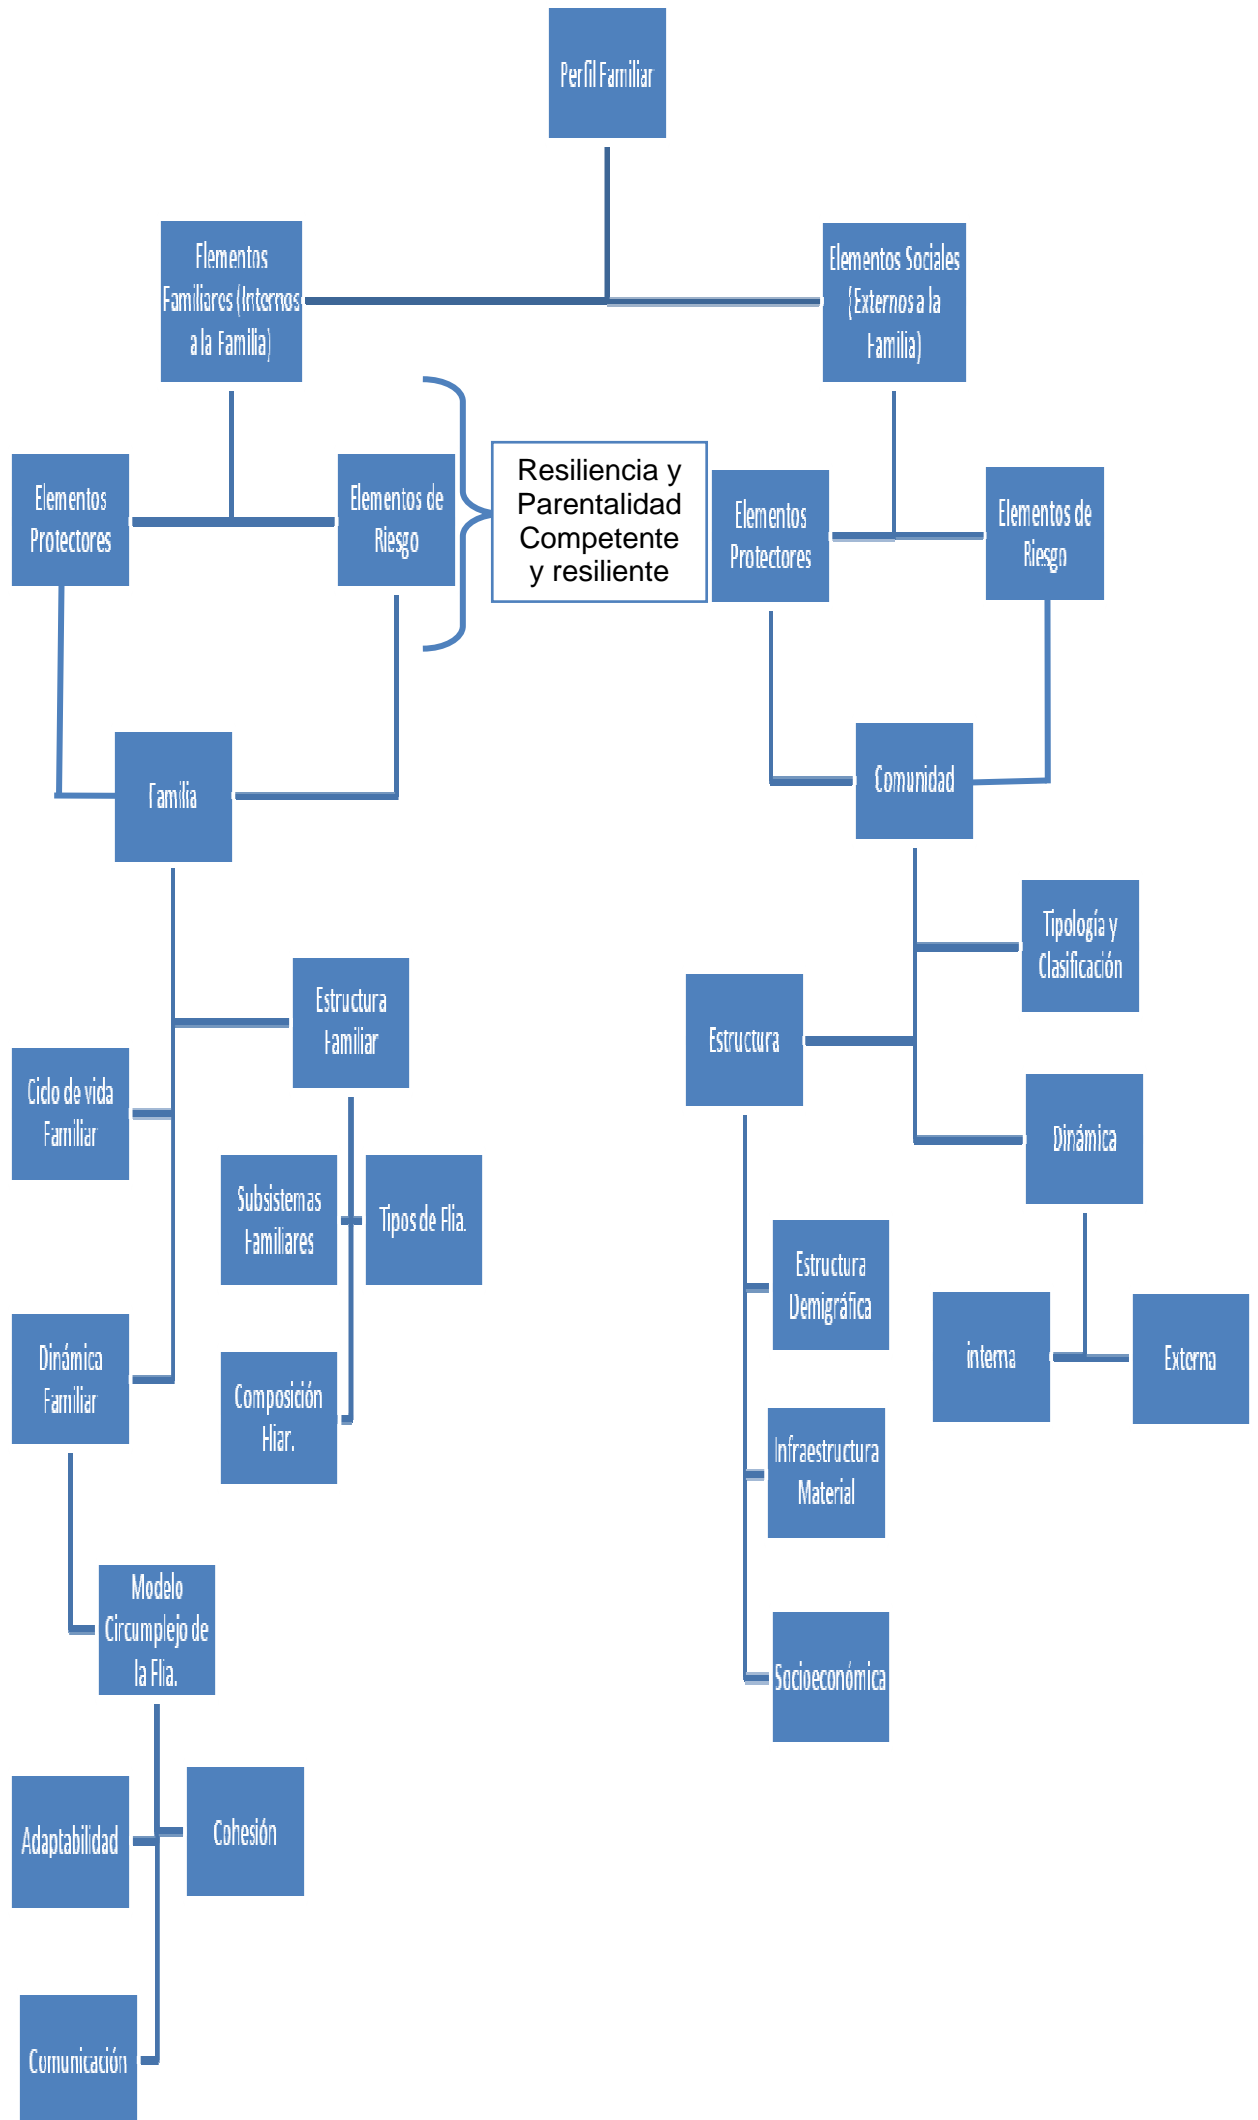 Perfil Familiar
Elementos
Familiares (Internos
a la Familia)
Elementos Sociales
(Externos a la
Familia)
Elementos
Protectores
Elementos de
Riesgo
Resiliencia y
Parentalidad
Competente
y resiliente
Elementos
Protectores
Elementos de
Riesgo
Familia
Comunidad
Tipología y
Clasificación
Estructura
Familiar
Estructura
Ciclo de vida
Familiar
Dinámica
Subsistemas
Familiares
Tipos de Flia.
Estructura
Demigráfica
interna
Externa
Dinámica
Familiar
Composición
Fliar.
Infraestructura
Material
Modelo
Circumplejo de
la Flia.
Socioeconómica
Adaptabilidad
Cohesión
Comunicación